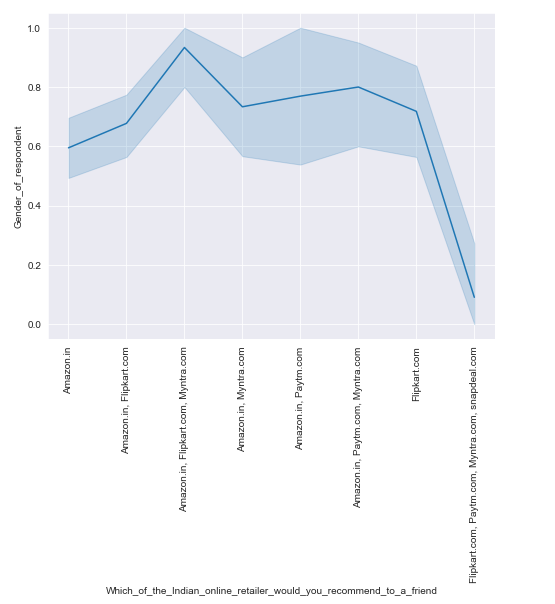 1.0
0.8
0.6
0.4
0.2
0.0
Gender_of_respondent
Amazon.in
Amazon.in, Flipkart.com
Amazon.in, Flipkart.com, Myntra.com
Amazon.in, Myntra.com
Amazon.in, Paytm.com
Amazon.in, Paytm.com, Myntra.com
Flipkart.com
Flipkart.com, Paytm.com, Myntra.com, snapdeal.com
Which_of_the_Indian_online_retailer_would_you_recommend_to_a_friend